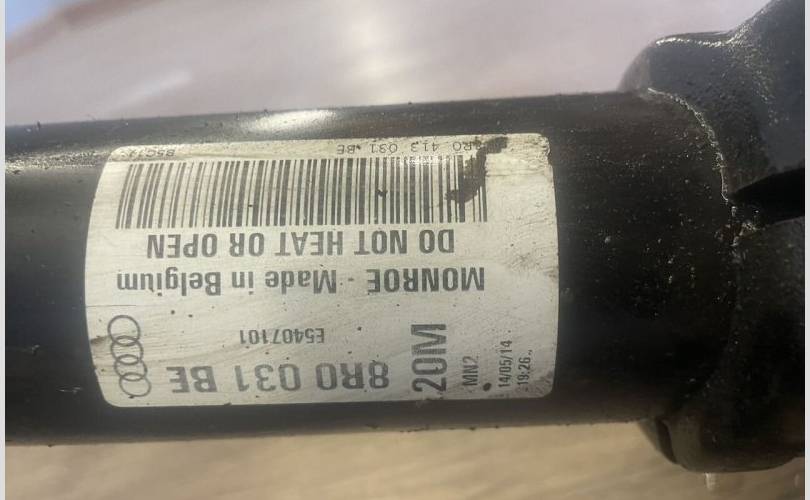 8R0 031 BE
20M
MN2
14/05/14
19:26..
E5407101
MONROE - Made in Belgium
DO NOT HEAT OR OPEN
8R0 413 031 BE